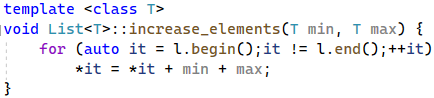 template <class T>
void List<T>::increase_elements(T min, T max) {
    for (auto it = l.begin();it != l.end();++it)
        *it = *it + min + max;
}